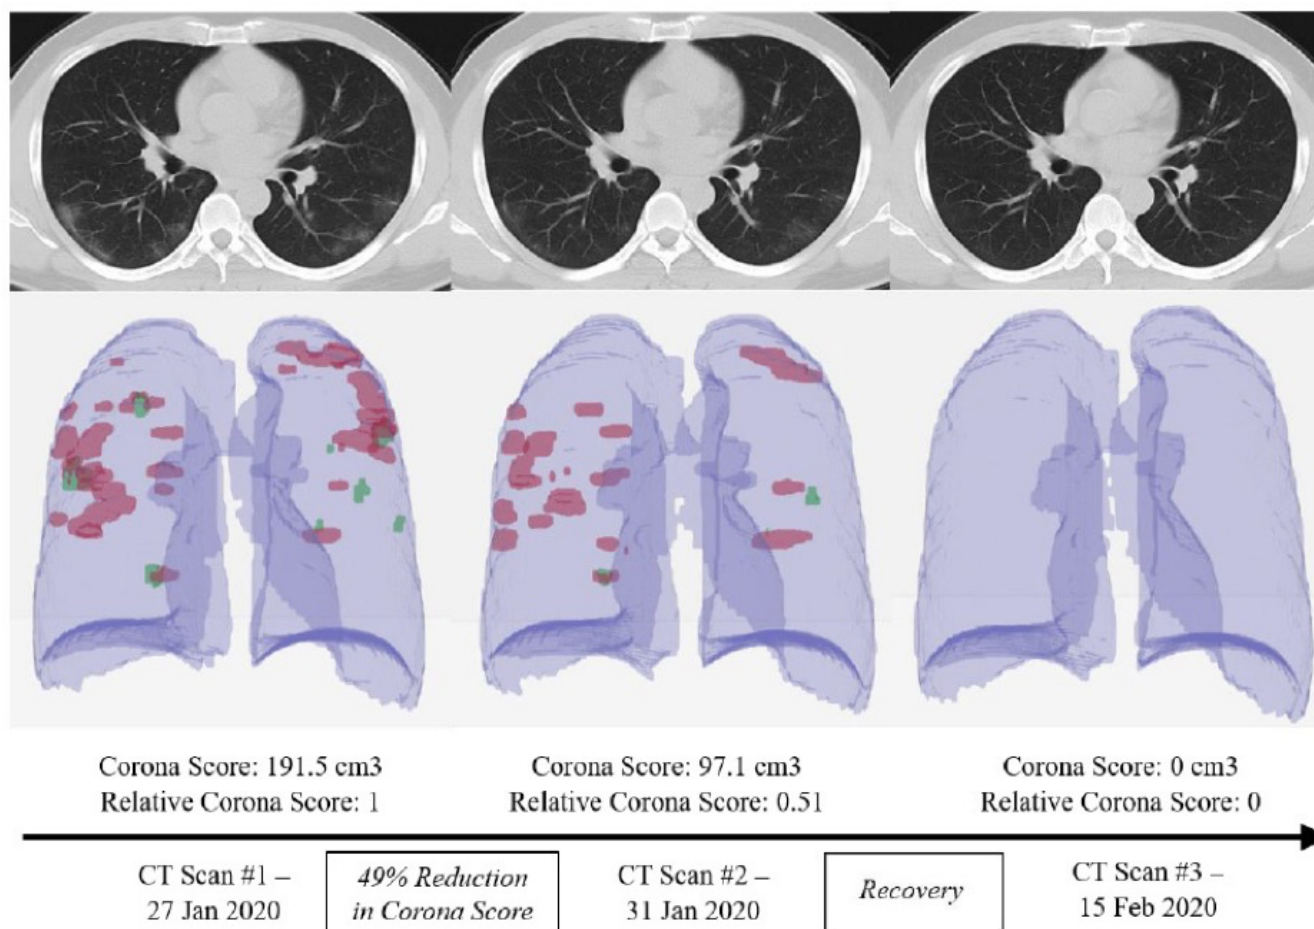 Corona Score: 191.5 cm3
Relative Corona Score: 1
Corona Score: 97.1 cm3
Relative Corona Score: 0.51
Corona Score: 0 cm3
Relative Corona Score: 0
CT Scan #1 –
27 Jan 2020
49% Reduction
in Corona Score
CT Scan #2 –
31 Jan 2020
Recovery
CT Scan #3 –
15 Feb 2020